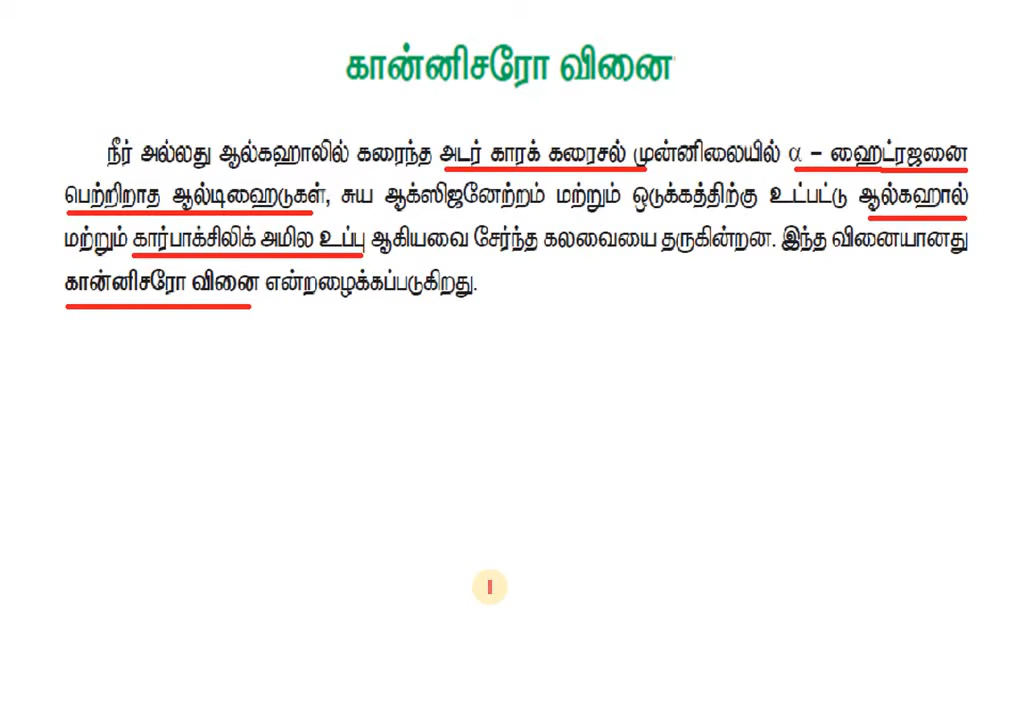 கான்னிசரோ வினை
நீர் அல்லது ஆல்கஹாலில் கரைந்த அடர் காரக் கரைசல் முன்னிலையில் α – ஹைட்ரஜனை
பெற்றிறாத ஆல்டிஹைடுகள், சுய ஆக்ஸிஜனேற்றம் மற்றும் ஒடுக்கத்திற்கு உட்பட்டு ஆல்கஹால்
மற்றும் கார்பாக்சிலிக் அமில உப்பு ஆகியவை சேர்ந்த கலவையை தருகின்றன. இந்த வினையானது
கான்னிசரோ வினை என்றழைக்கப்படுகிறது.